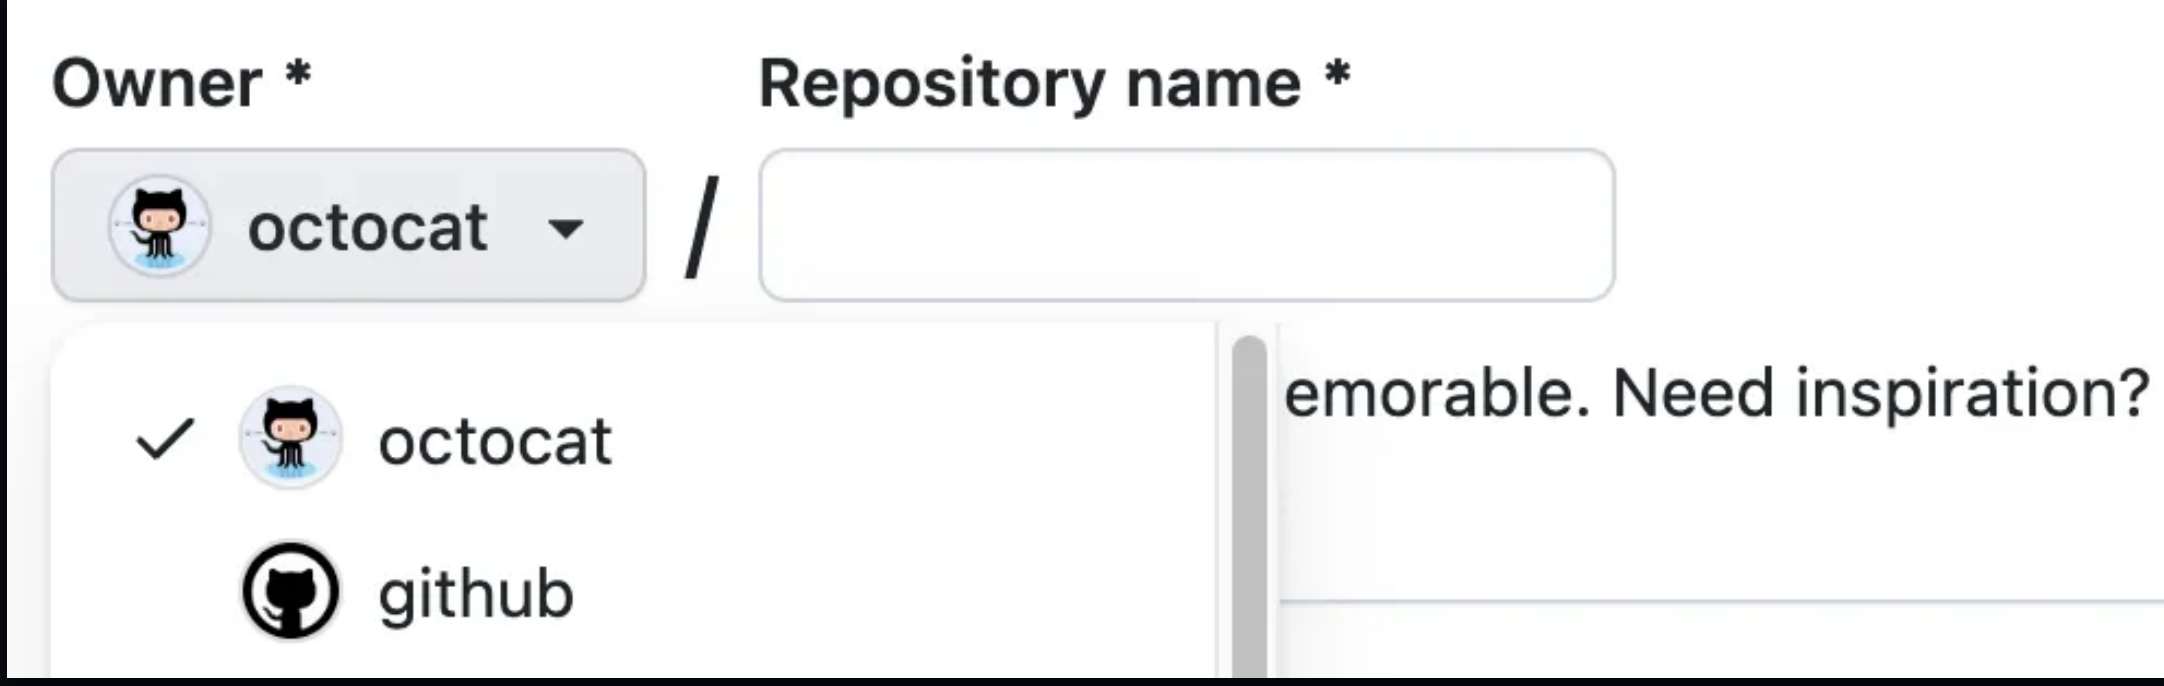 Owner * Repository name *
octocat /
emorable. Need inspiration?
octocat
github